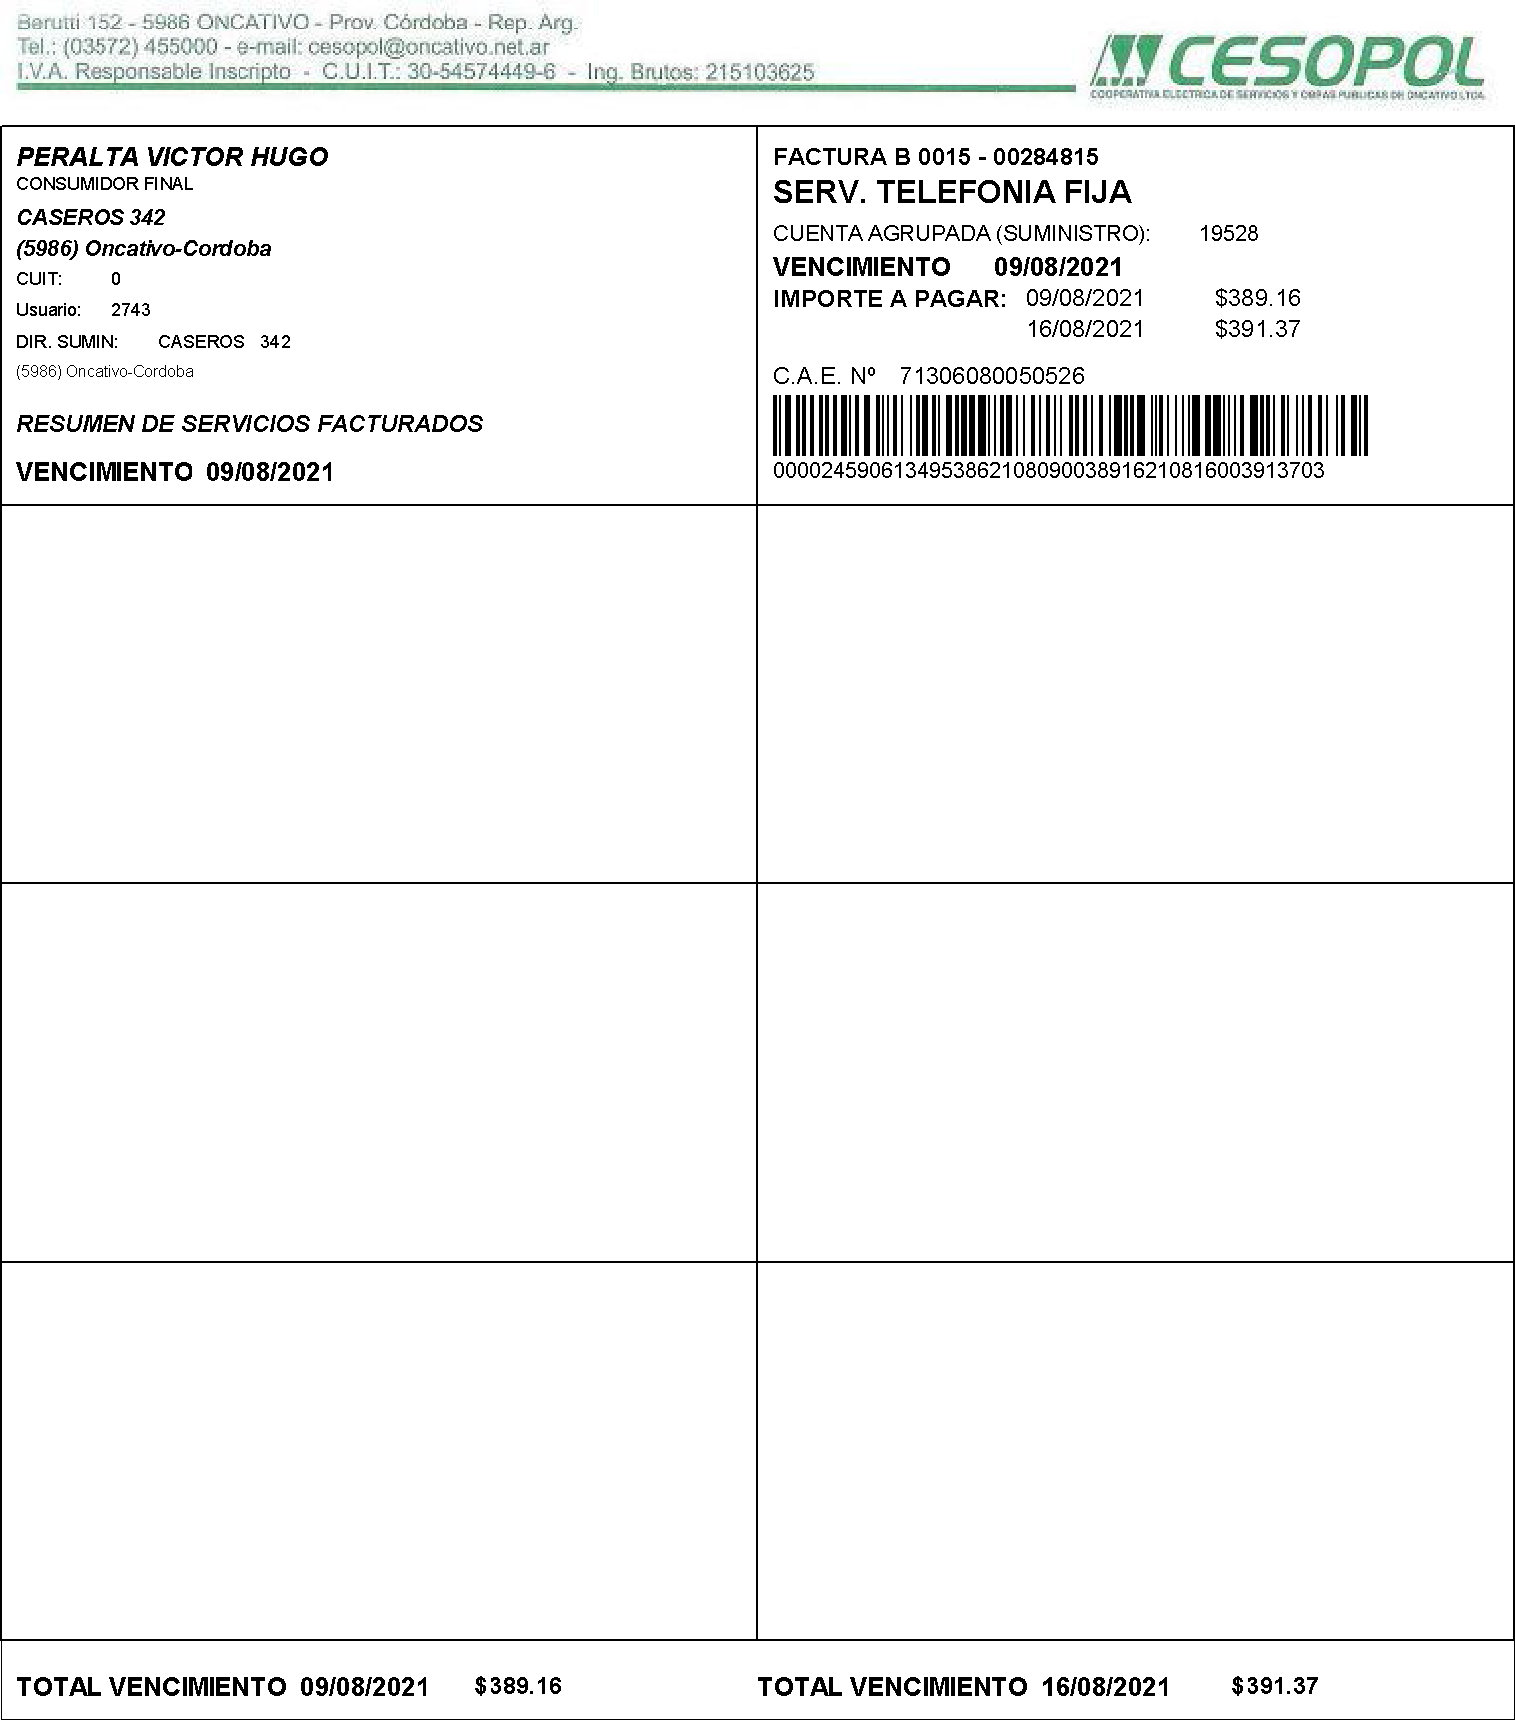 Berutti 152 - 5986 ONCATIVO - Prov. Córdoba - Rep. Arg.
Tel.: (03572) 455000 - e-mail: cesopol@oncativo.net.ar
I.V.A. Responsable Inscripto - C.U.I.T.: 30-54574449-6 - Ing. Brutos: 215103625
CESOPOL
COOPERATIVA ELECTRICA DE SERVICIOS Y OBRAS PUBLICAS DE ONCATIVO LTDA.
PERALTA VICTOR HUGO
CONSUMIDOR FINAL
CASEROS 342
(5986) Oncativo-Cordoba
CUIT: 0
Usuario: 2743
DIR. SUMIN: CASEROS 342
(5986) Oncativo-Cordoba
RESUMEN DE SERVICIOS FACTURADOS
VENCIMIENTO 09/08/2021
FACTURA B 0015 - 00284815
SERV. TELEFONIA FIJA
CUENTA AGRUPADA (SUMINISTRO): 19528
VENCIMIENTO 09/08/2021
IMPORTE A PAGAR: 09/08/2021 $389.16
16/08/2021 $391.37
C.A.E. Nº 71306080050526
0000245906134953862108090038916210816003913703
TOTAL VENCIMIENTO 09/08/2021 $389.16
TOTAL VENCIMIENTO 16/08/2021 $391.37